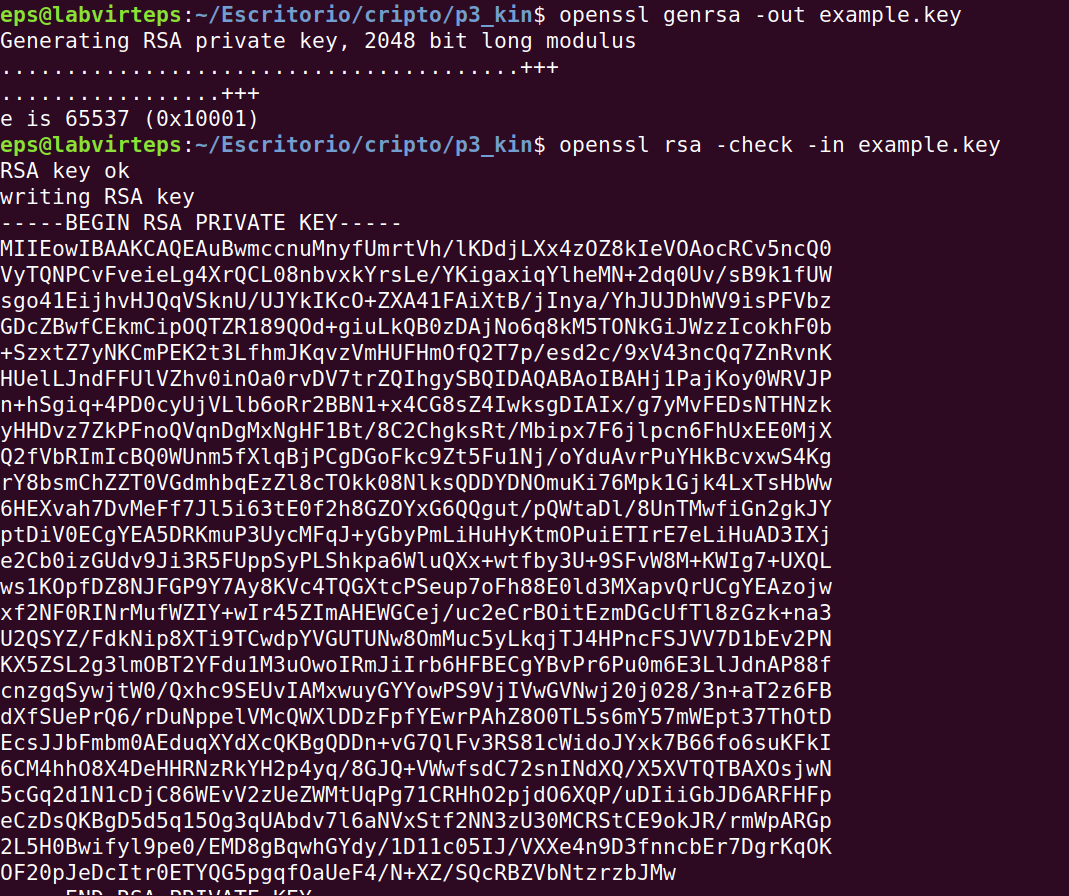 eps@labvirteps:~/Escritorio/cripto/p3_kin$ openssl genrsa -out example.key
Generating RSA private key, 2048 bit long modulus
........................................+++
.................+++
e is 65537 (0x10001)
eps@labvirteps:~/Escritorio/cripto/p3_kin$ openssl rsa -check -in example.key
RSA key ok
writing RSA key
-----BEGIN RSA PRIVATE KEY-----
MIIEowIBAAKCAQEAuBwmccnuMnyfUmrtVh/lKDdjLXx4zOZ8kIeVOAocRCv5ncQ0
VyTQNPCvFveieLg4XrQCL08nbvxkYrsLe/YKigaxiqYlheMN+2dq0Uv/sB9k1fUW
sgo41EijhvHJQqVSknU/UJYkIKcO+ZXA41FAiXtB/jInya/YhJUJDhWV9isPFVbz
GDcZBwfCEkmCipOQTZR189QOd+giuLkQB0zDAjNo6q8kM5TONkGiJWzzIcokhF0b
+SzxtZ7yNKCmPEK2t3LfhmJKqvzVmHUFHmOfQ2T7p/esd2c/9xV43ncQq7ZnRvnK
HUelLJndFFUlVZhv0inOa0rvDV7trZQIhgySBQIDAQABAoIBAHj1PajKoy0WRVJP
n+hSgiq+4PD0cyUjVLlb6oRr2BBN1+x4CG8sZ4IwksgDIAIx/g7yMvFEDsNTHNzk
yHHDvz7ZkPFnoQVqnDgMxNgHF1Bt/8C2ChgksRt/Mbipx7F6jlpcn6FhUxEE0MjX
Q2fVbRImIcBQ0WUnm5fXlqBjPCgDGoFkc9Zt5Fu1Nj/oYduAvrPuYHkBcvxwS4Kg
rY8bsmChZZT0VGdmhbqEzZl8cTOkk08NlksQDDYDNOmuKi76Mpk1Gjk4LxTsHbWw
6HEXvah7DvMeFf7Jl5i63tE0f2h8GZOYxG6QQgut/pQWtaDl/8UnTMwfiGn2gkJY
ptDiV0ECgYEA5DRKmuP3UycMFqJ+yGbyPmLiHuHyKtmOPuiETIrE7eLiHuAD3IXj
e2Cb0izGUdv9Ji3R5FUppSyPLShkpa6WluQXx+wtfby3U+9SFvW8M+KWIg7+UXQL
ws1KOpfDZ8NJFGP9Y7Ay8KVc4TQGXtcPSeup7oFh88E0ld3MXapvQrUCgYEAzojw
xf2NF0RINrMufWZIY+wIr45ZImAHEWGCej/uc2eCrBOitEzmDGcUfTl8zGzk+na3
U2QSYZ/FdkNip8XTi9TCwdpYVGUTUNw8OmMuc5yLkqjTJ4HPncFSJVV7D1bEv2PN
KX5ZSL2g3lmOBT2YFdu1M3uOwoIRmJiIrb6HFBECgYBvPr6Pu0m6E3LlJdnAP88f
cnzgqSywjtW0/Qxhc9SEUvIAMxwuyGYYowPS9VjIVwGVNwj20j028/3n+aT2z6FB
dXfSUePrQ6/rDuNppelVMcQWXlDDzFpfYEwrPAhZ8O0TL5s6mY57mWEpt37ThOtD
EcsJJbFmbm0AEduqXYdXcQKBgQDDn+vG7QlFv3RS81cWidoJYxk7B66fo6suKFkI
6CM4hhO8X4DeHHRNzRkYH2p4yq/8GJQ+VWwfsdC72snINdXQ/X5XVTQTBAXOsjwN
5cGq2d1N1cDjC86WEvV2zUeZWMtUqPg71CRHhO2pjdO6XQP/uDIiiGbJD6ARFHFp
eCzDsQKBgD5d5q15Og3qUAbdv7l6aNVxStf2NN3zU30MCRStCE9okJR/rmWpARGp
2L5H0Bwifyl9pe0/EMD8gBqwhGYdy/1D11c05IJ/VXXe4n9D3fnncbEr7DgrKqOK
OF20pJeDcItr0ETYQG5pgqfOaUeF4/N+XZ/SQcRBZVbNtzrzbJMw
-----END RSA PRIVATE KEY-----